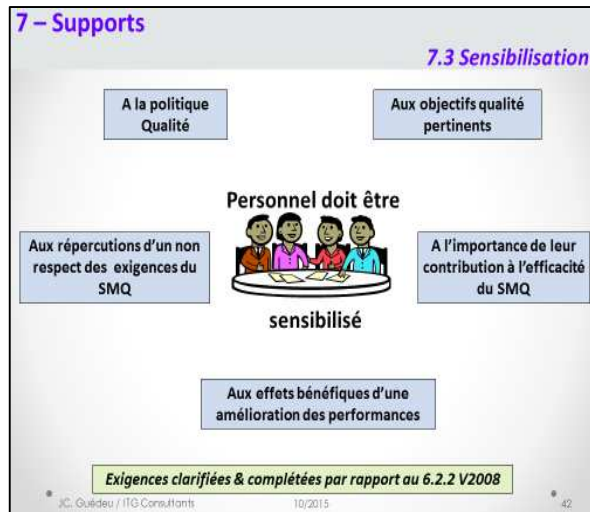 7 – Supports
7.3 Sensibilisation
A la politique
Qualité
Aux objectifs qualité
pertinents
Personnel doit être
Aux répercutions d'un non
respect des exigences du
SMQ
A l'importance de leur
contribution à l'efficacité
du SMQ
sensibilisé
Aux effets bénéfiques d'une
amélioration des performances
Exigences clarifiées & complétées par rapport au 6.2.2 V2008
JC. Guédeu / ITG Consultants 10/2015 42